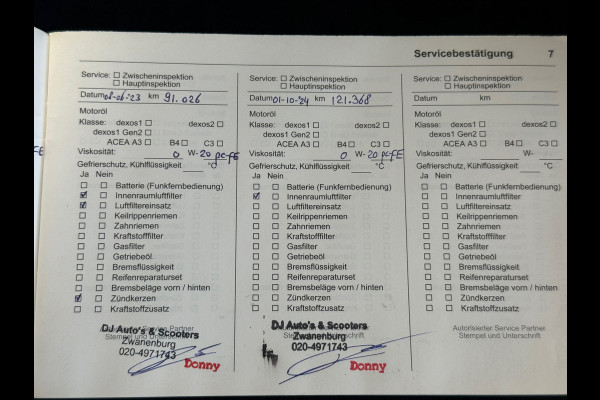 Servicebestätigung 7
Service: ☐ Zwischeninspektion
☐ Hauptinspektion
Datum 08-06-'23 km 91.026
Motoröl
Klasse: dexos1 ☐ dexos2 ☐
dexos1 Gen2 ☐
ACEA A3 ☐ B4 ☐ C3 ☐
Viskosität: 0 W-20 PC-FE
Gefrierschutz, Kühlflüssigkeit °C
Ja Nein
☐ ☐ Batterie (Funkfernbedienung)
☑ ☐ Innenraumluftfilter
☑ ☐ Luftfiltereinsatz
☐ ☐ Keilrippenriemen
☐ ☐ Zahnriemen
☐ ☐ Kraftstofffilter
☐ ☐ Gasfilter
☐ ☐ Getriebeöl
☐ ☐ Bremsflüssigkeit
☐ ☐ Reifenreparaturset
☐ ☐ Bremsbeläge vorn / hinten
☑ ☐ Zündkerzen
☐ ☐ Kraftstoffzusatz
DJ Auto's & Scooters
Zwanenburg
020-4971743
Donny
Service: ☐ Zwischeninspektion
☐ Hauptinspektion
Datum 01-10-'24 km 121.368
Motoröl
Klasse: dexos1 ☐ dexos2 ☐
dexos1 Gen2 ☐
ACEA A3 ☐ B4 ☐ C3 ☐
Viskosität: 0 W-20 PC-FE
Gefrierschutz, Kühlflüssigkeit °C
Ja Nein
☐ ☐ Batterie (Funkfernbedienung)
☑ ☐ Innenraumluftfilter
☐ ☐ Luftfiltereinsatz
☐ ☐ Keilrippenriemen
☐ ☐ Zahnriemen
☐ ☐ Kraftstofffilter
☐ ☐ Gasfilter
☐ ☐ Getriebeöl
☐ ☐ Bremsflüssigkeit
☐ ☐ Reifenreparaturset
☐ ☐ Bremsbeläge vorn / hinten
☐ ☐ Zündkerzen
☐ ☐ Kraftstoffzusatz
DJ Auto's & Scooters
Zwanenburg
020-4971743
Donny
Service: ☐ Zwischeninspektion
☐ Hauptinspektion
Datum km
Motoröl
Klasse: dexos1 ☐ dexos2 ☐
dexos1 Gen2 ☐
ACEA A3 ☐ B4 ☐ C3 ☐
Viskosität: W-
Gefrierschutz, Kühlflüssigkeit °C
Ja Nein
☐ ☐ Batterie (Funkfernbedienung)
☐ ☐ Innenraumluftfilter
☐ ☐ Luftfiltereinsatz
☐ ☐ Keilrippenriemen
☐ ☐ Zahnriemen
☐ ☐ Kraftstofffilter
☐ ☐ Gasfilter
☐ ☐ Getriebeöl
☐ ☐ Bremsflüssigkeit
☐ ☐ Reifenreparaturset
☐ ☐ Bremsbeläge vorn / hinten
☐ ☐ Zündkerzen
☐ ☐ Kraftstoffzusatz
Autorisierter Service Partner
Stempel und Unterschrift